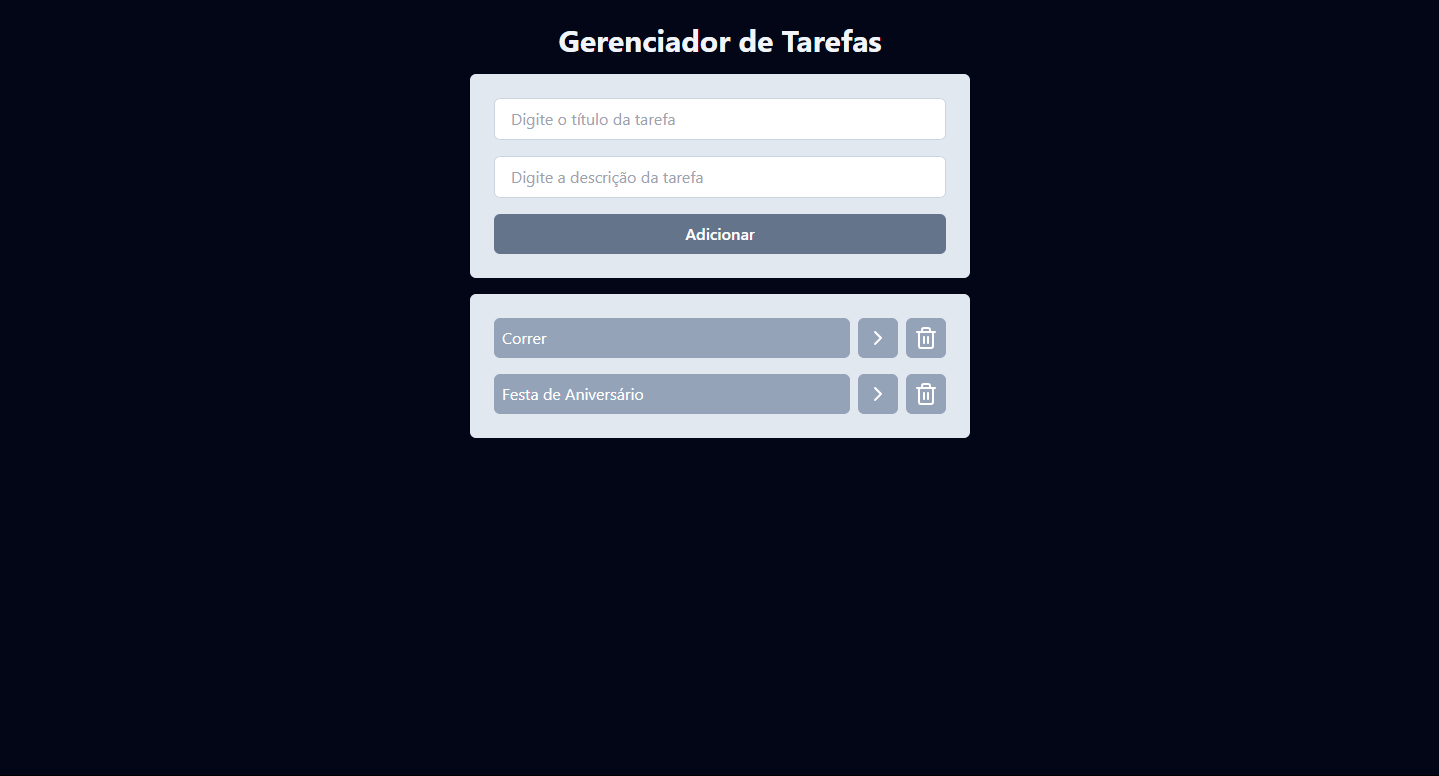 Gerenciador de Tarefas
Digite o título da tarefa
Digite a descrição da tarefa
Adicionar
Correr
Festa de Aniversário